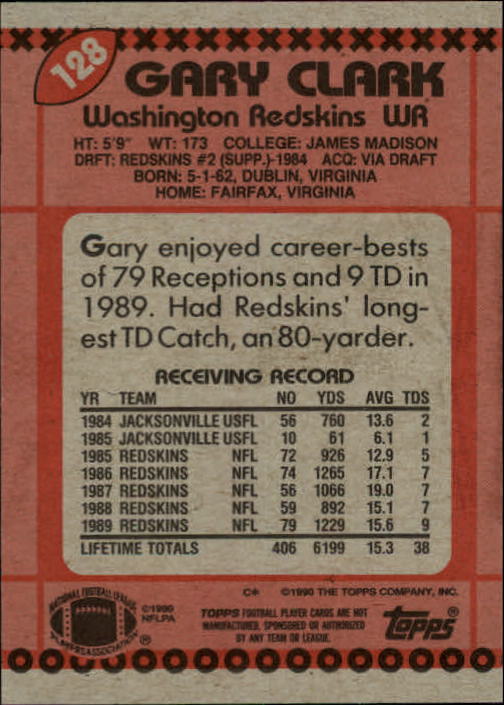 128
GARY CLARK
Washington Redskins WR
HT: 5'9" WT: 173 COLLEGE: JAMES MADISON
DRFT: REDSKINS #2 (SUPP.)-1984 ACQ: VIA DRAFT
BORN: 5-1-62, DUBLIN, VIRGINIA
HOME: FAIRFAX, VIRGINIA
Gary enjoyed career-bests
of 79 Receptions and 9 TD in
1989. Had Redskins' long-
est TD Catch, an 80-yarder.
RECEIVING RECORD
YR TEAM NO YDS AVG TDS
1984 JACKSONVILLE USFL 56 760 13.6 2
1985 JACKSONVILLE USFL 10 61 6.1 1
1985 REDSKINS NFL 72 926 12.9 5
1986 REDSKINS NFL 74 1265 17.1 7
1987 REDSKINS NFL 56 1066 19.0 7
1988 REDSKINS NFL 59 892 15.1 7
1989 REDSKINS NFL 79 1229 15.6 9
LIFETIME TOTALS 406 6199 15.3 38
C* ©1990 THE TOPPS COMPANY, INC.
NATIONAL FOOTBALL LEAGUE
PLAYERS ASSOCIATION ®
©1990
NFLPA
TOPPS FOOTBALL PLAYER CARDS ARE NOT
MANUFACTURED, SPONSORED OR AUTHORIZED
BY ANY TEAM OR LEAGUE.
topps®